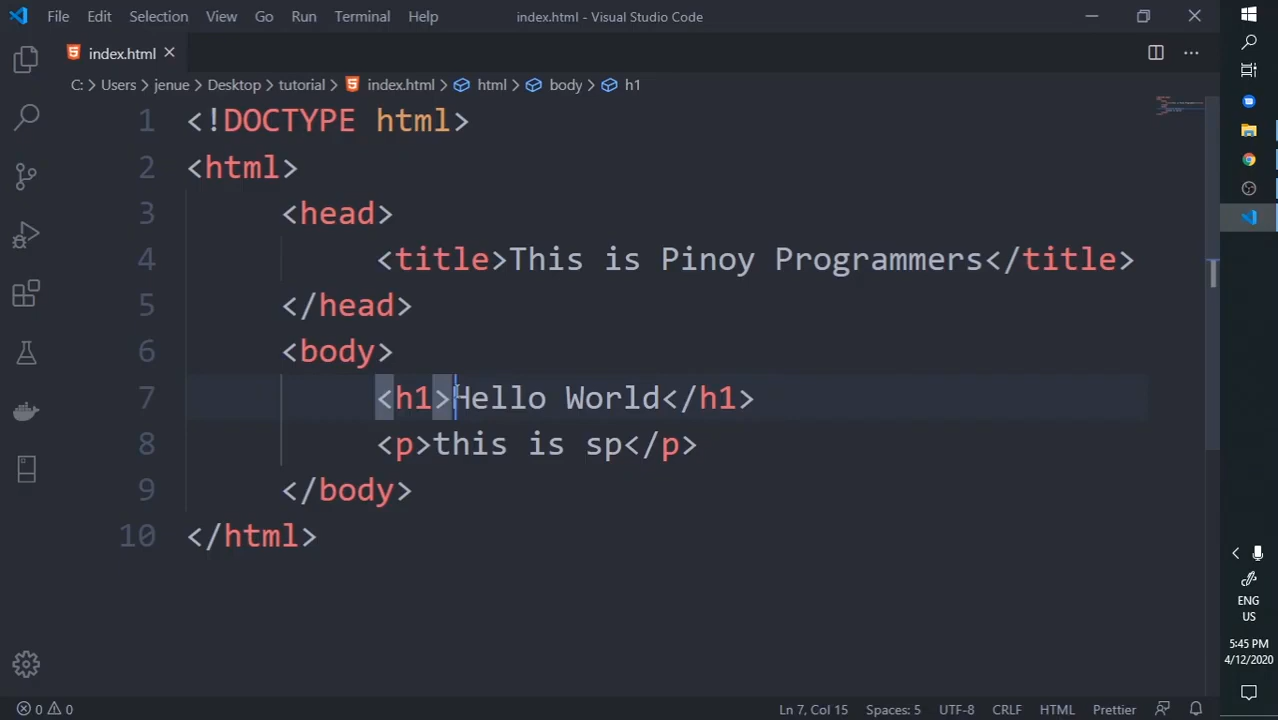 File Edit Selection View Go Run Terminal Help index.html - Visual Studio Code
index.html
C: > Users > jenue > Desktop > tutorial > index.html > html > body > h1
1 <!DOCTYPE html>
2 <html>
3 <head>
4 <title>This is Pinoy Programmers</title>
5 </head>
6 <body>
7 <h1>Hello World</h1>
8 <p>this is sp</p>
9 </body>
10 </html>
ENG
US
5:45 PM
4/12/2020
0 0 Ln 7, Col 15 Spaces: 5 UTF-8 CRLF HTML Prettier